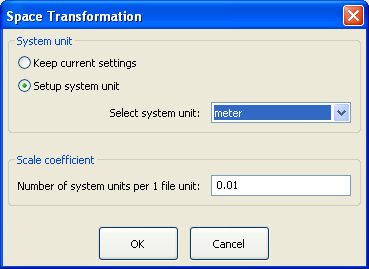 Space Transformation
System unit
Keep current settings
Setup system unit
Select system unit: meter
Scale coefficient
Number of system units per 1 file unit: 0.01
OK Cancel